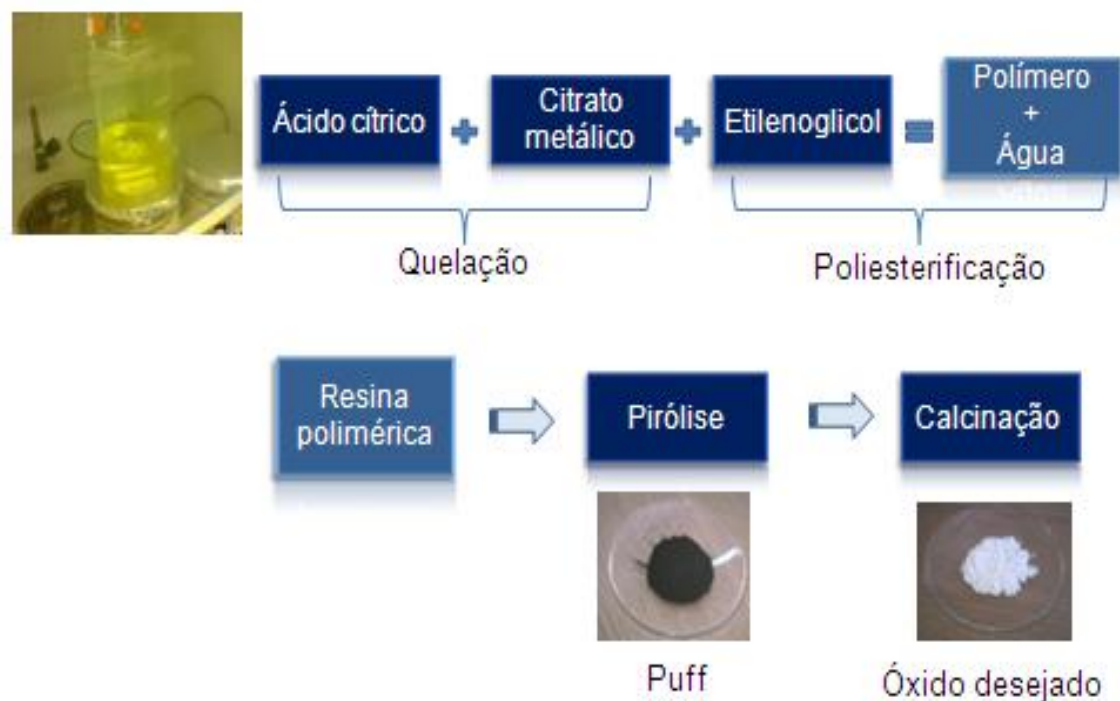 Ácido cítrico
+
Citrato
metálico
+
Etilenoglicol
=
Polímero
+
Água
Quelação
Poliesterificação
Resina
polimérica
Pirólise
Calcinação
Puff
Óxido desejado